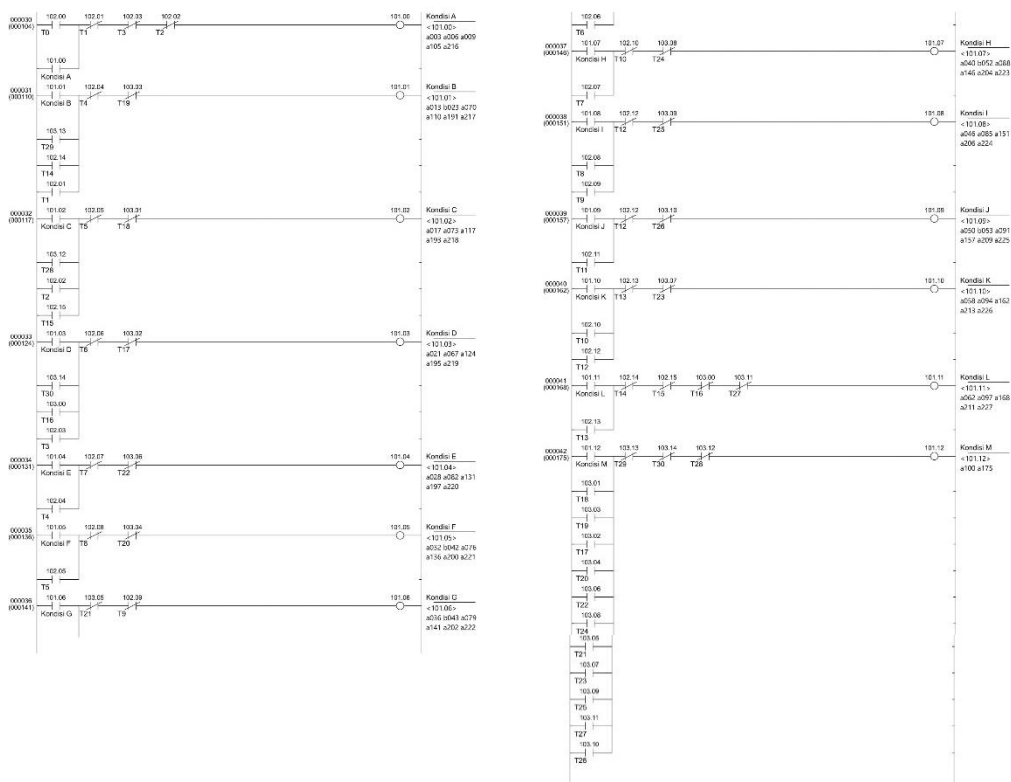 000030
(000104)
102.00 102.01 102.03 102.02 101.00
T0 T1 T3 T2
Kondisi A
<101.00>
a003 a006 a009
a105 a216
101.00
Kondisi A
000031
(000110)
101.01 102.04 103.03 101.01
Kondisi B T4 T19
Kondisi B
<101.01>
a013 b023 a070
a110 a191 a217
103.13
T29
102.14
T14
102.01
T1
000032
(000117)
101.02 102.05 103.01 101.02
Kondisi C T5 T18
Kondisi C
<101.02>
a017 a073 a117
a193 a218
103.12
T28
102.02
T2
102.15
T15
000033
(000124)
101.03 102.06 103.02 101.03
Kondisi D T6 T17
Kondisi D
<101.03>
a021 a067 a124
a195 a219
103.14
T30
103.00
T16
102.03
T3
000034
(000131)
101.04 102.07 103.06 101.04
Kondisi E T7 T22
Kondisi E
<101.04>
a028 a082 a131
a197 a220
102.04
T4
000035
(000136)
101.05 102.08 103.04 101.05
Kondisi F T8 T20
Kondisi F
<101.05>
a032 b042 a076
a136 a200 a221
102.05
T5
000036
(000141)
101.06 103.05 102.09 101.06
Kondisi G T21 T9
Kondisi G
<101.06>
a036 b043 a079
a141 a202 a222
102.06
T6
000037
(000146)
101.07 102.10 103.08 101.07
Kondisi H T10 T24
Kondisi H
<101.07>
a040 b052 a088
a146 a204 a223
102.07
T7
000038
(000151)
101.08 102.12 103.09 101.08
Kondisi I T12 T25
Kondisi I
<101.08>
a046 a085 a151
a206 a224
102.08
T8
102.09
T9
000039
(000157)
101.09 102.12 103.10 101.09
Kondisi J T12 T26
Kondisi J
<101.09>
a050 b053 a091
a157 a209 a225
102.11
T11
000040
(000162)
101.10 102.13 103.07 101.10
Kondisi K T13 T23
Kondisi K
<101.10>
a058 a094 a162
a213 a226
102.10
T10
102.12
T12
000041
(000168)
101.11 102.14 102.15 103.00 103.11 101.11
Kondisi L T14 T15 T16 T27
Kondisi L
<101.11>
a062 a097 a168
a211 a227
102.13
T13
000042
(000175)
101.12 103.13 103.14 103.12 101.12
Kondisi M T29 T30 T28
Kondisi M
<101.12>
a100 a175
103.01
T18
103.03
T19
103.02
T17
103.04
T20
103.06
T22
103.08
T24
103.05
T21
103.07
T23
103.09
T25
103.11
T27
103.10
T26